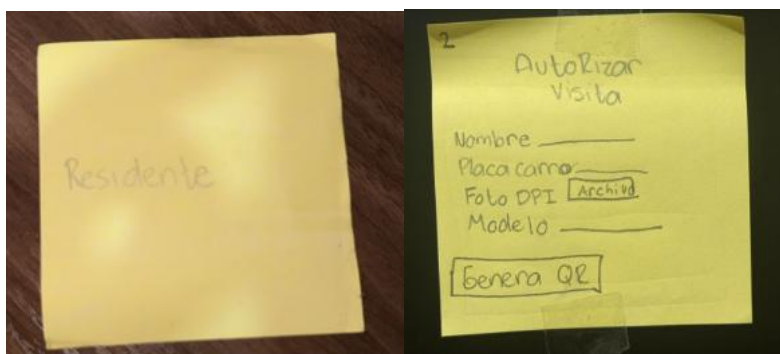 Residente
2
AutoRizar
Visita
Nombre
Placa carro
Foto DPI Archivo
Modelo
Genera QR